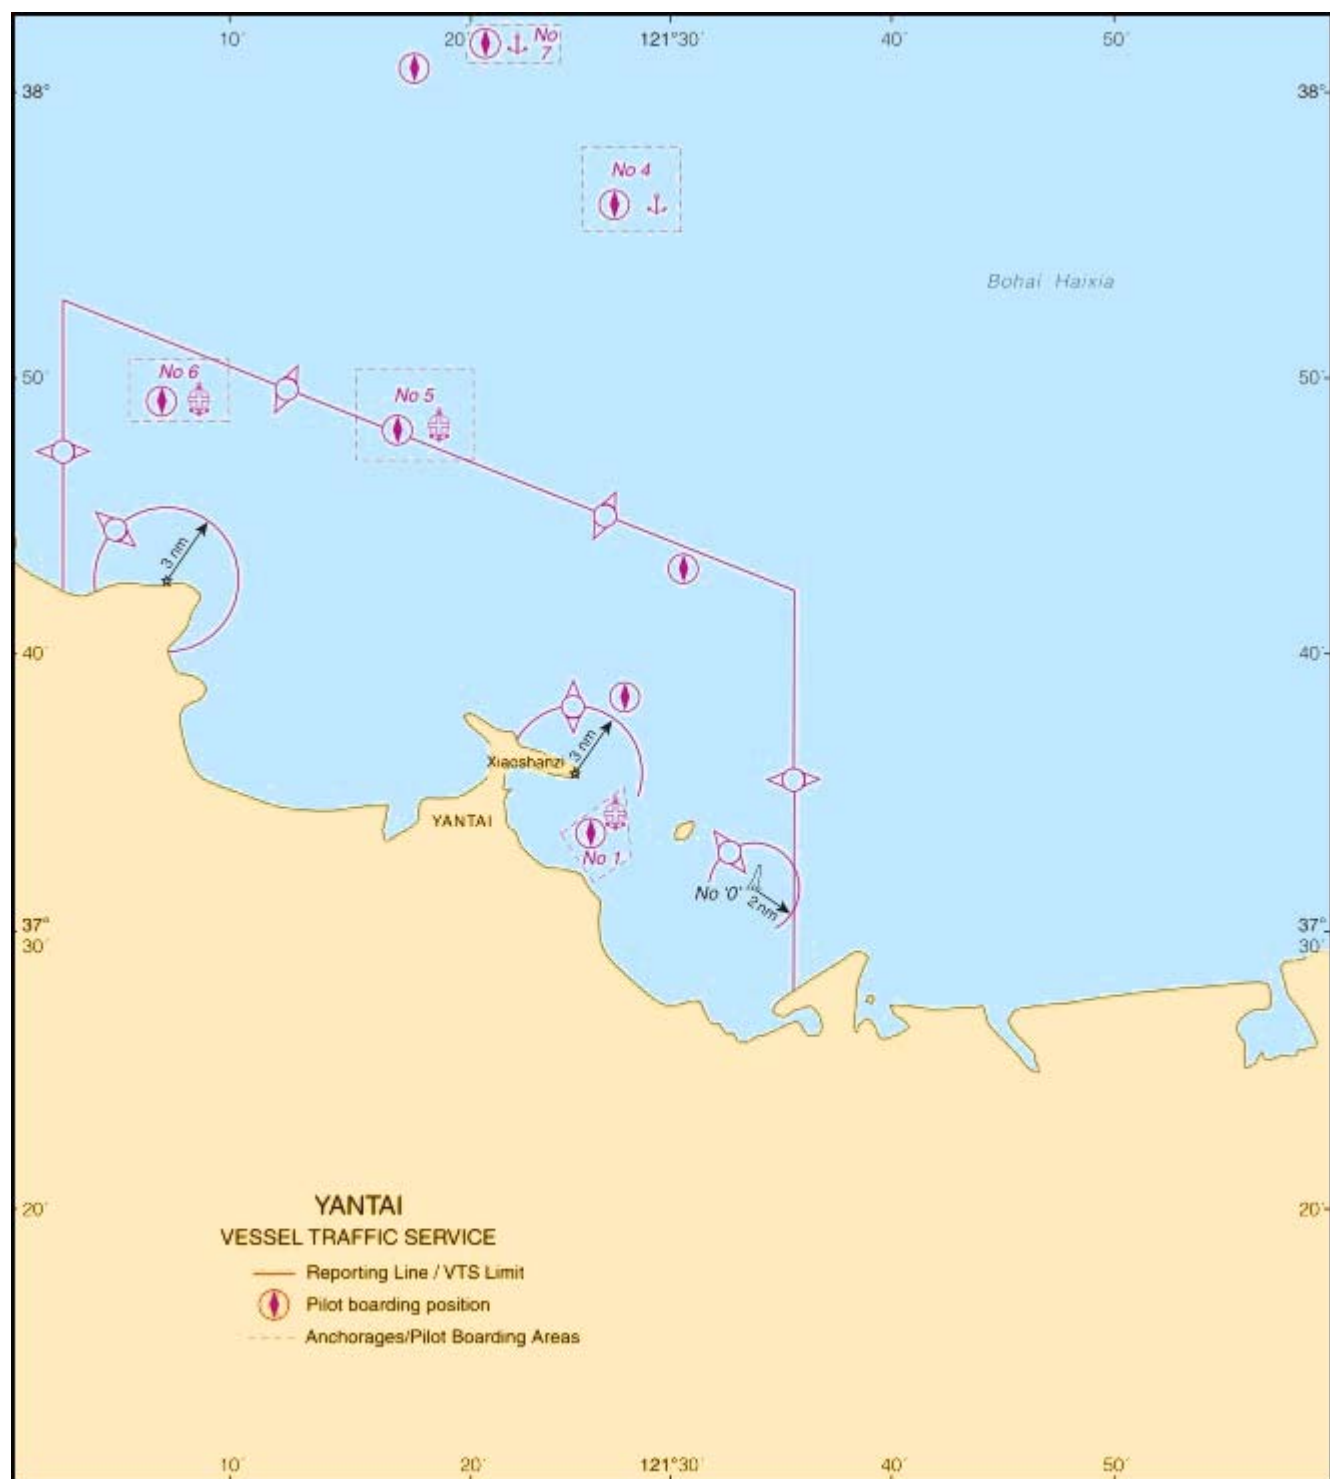 10′ 20′ 121°30′ 40′ 50′
No
7
38° 38°
No 4
Bohai Haixia
50′ 50′
No 6
No 5
3 nm
40′ 40′
3 nm
Xiaoshanzi
YANTAI
No 1
No '0'
2 nm
37° 37°
30′ 30′
20′ 20′
YANTAI
VESSEL TRAFFIC SERVICE
Reporting Line / VTS Limit
Pilot boarding position
Anchorages/Pilot Boarding Areas
10′ 20′ 121°30′ 40′ 50′